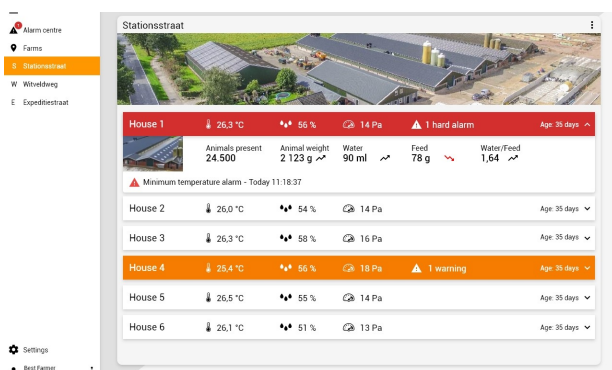 1
Alarm centre
Farms
S Stationsstraat
W Witveldweg
E Expeditiestraat
Settings
Best Farmer
Stationsstraat
House 1 26,3 °C 56 % 14 Pa 1 hard alarm Age: 35 days
Animals present Animal weight Water Feed Water/Feed
24.500 2 123 g 90 ml 78 g 1,64
Minimum temperature alarm - Today 11:18:37
House 2 26,0 °C 54 % 14 Pa Age: 35 days
House 3 26,3 °C 58 % 16 Pa Age: 35 days
House 4 25,4 °C 56 % 18 Pa 1 warning Age: 35 days
House 5 26,5 °C 55 % 14 Pa Age: 35 days
House 6 26,1 °C 51 % 13 Pa Age: 35 days